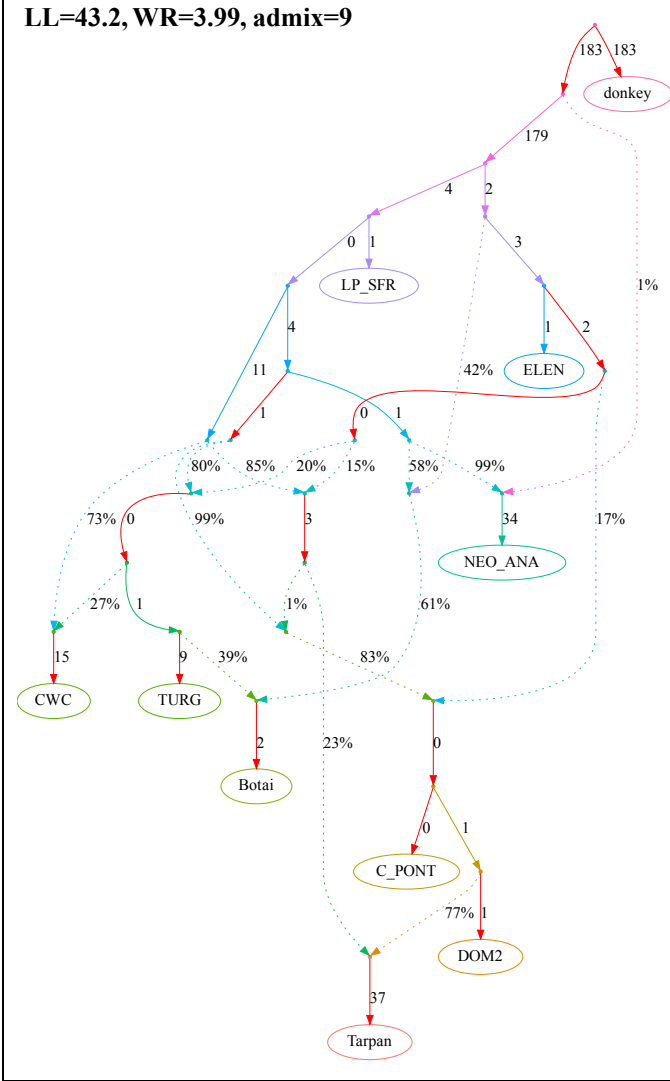 LL=43.2, WR=3.99, admix=9
183 183
donkey
179
4 2
0 1 3
LP_SFR 1%
4 1 2
11 42% ELEN
1 0 1
80% 85% 20% 15% 58% 99%
73% 0 99% 3 34 17%
NEO_ANA
27% 1 1% 61%
15 9 39% 83%
CWC TURG
2 23% 0
Botai
0 1
C_PONT
77% 1
DOM2
37
Tarpan